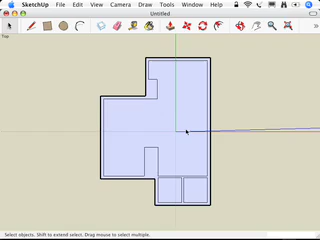 SketchUp File Edit View Camera Draw Tools Window Help
Untitled
Top
Select objects. Shift to extend select. Drag mouse to select multiple.